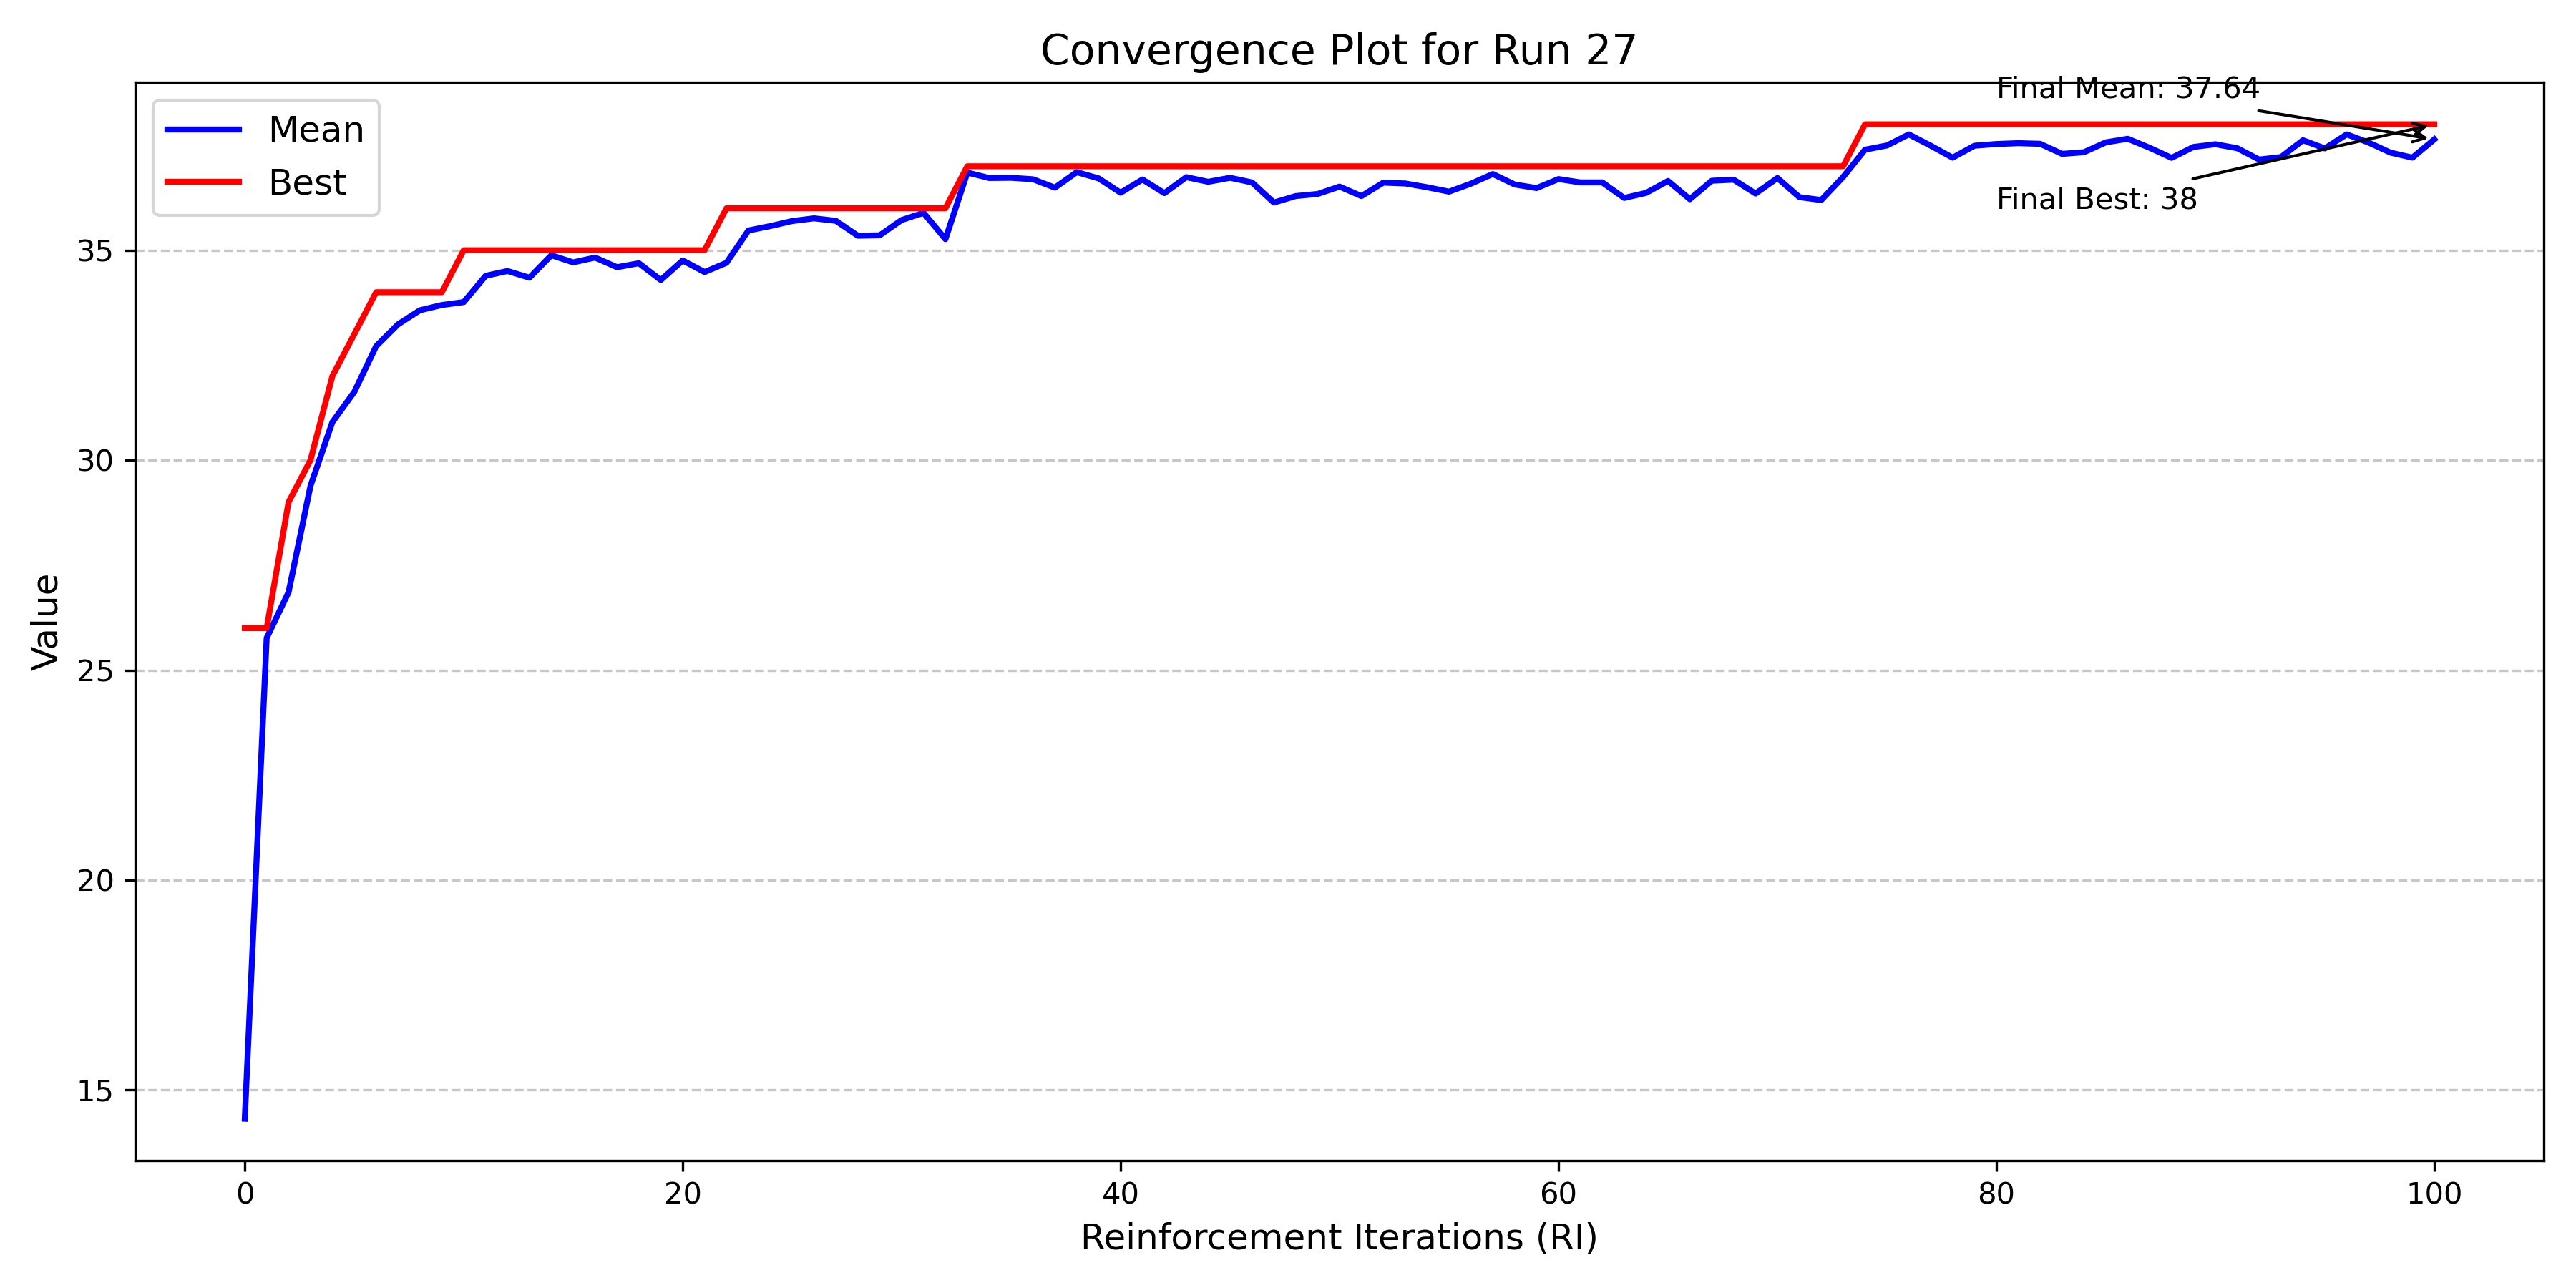 Convergence Plot for Run 27
Final Mean: 37.64
Mean
Best
Final Best: 38
35
30
25
20
15
Value
0
20
40
60
80
100
Reinforcement Iterations (RI)